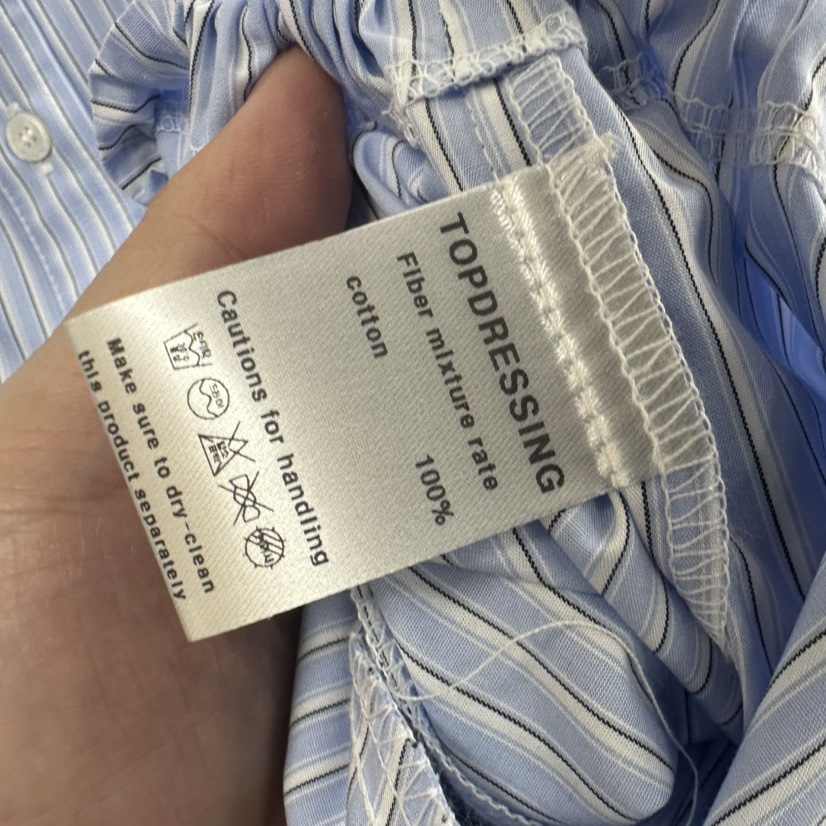 TOPDRESSING
Fiber mixture rate
cotton 100%
Cautions for handling
Make sure to dry-clean
this product separately